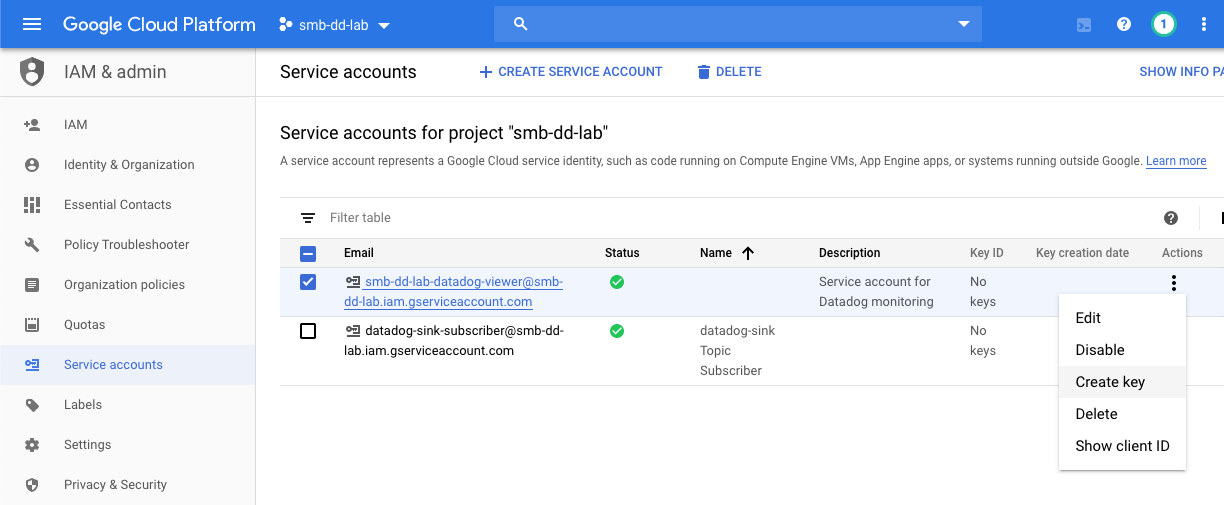 Google Cloud Platform smb-dd-lab 1
IAM & admin Service accounts CREATE SERVICE ACCOUNT DELETE SHOW INFO PA
IAM
Identity & Organization
Essential Contacts
Policy Troubleshooter
Organization policies
Quotas
Service accounts
Labels
Settings
Privacy & Security
Service accounts for project "smb-dd-lab"
A service account represents a Google Cloud service identity, such as code running on Compute Engine VMs, App Engine apps, or systems running outside Google. Learn more
Filter table
Email Status Name Description Key ID Key creation date Actions
smb-dd-lab-datadog-viewer@smb- Service account for No
dd-lab.iam.gserviceaccount.com Datadog monitoring keys
datadog-sink-subscriber@smb-dd- datadog-sink No
lab.iam.gserviceaccount.com Topic keys
Subscriber
Edit
Disable
Create key
Delete
Show client ID